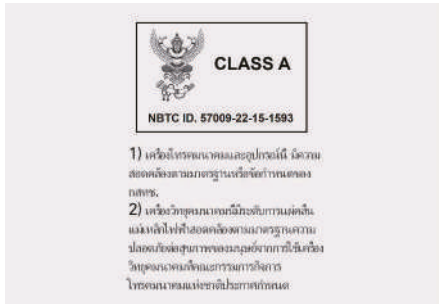 CLASS A
NBTC ID. 57009-22-15-1593
1) เครื่องโทรคมนาคมและอุปกรณ์นี้ มีความ
สอดคล้องตามมาตรฐานหรือข้อกำหนดของ
กสทช.
2) เครื่องวิทยุคมนาคมนี้มีระดับการแผ่คลื่น
แม่เหล็กไฟฟ้าสอดคล้องตามมาตรฐานความ
ปลอดภัยต่อสุขภาพของมนุษย์จากการใช้เครื่อง
วิทยุคมนาคมที่คณะกรรมการกิจการ
โทรคมนาคมแห่งชาติประกาศกำหนด